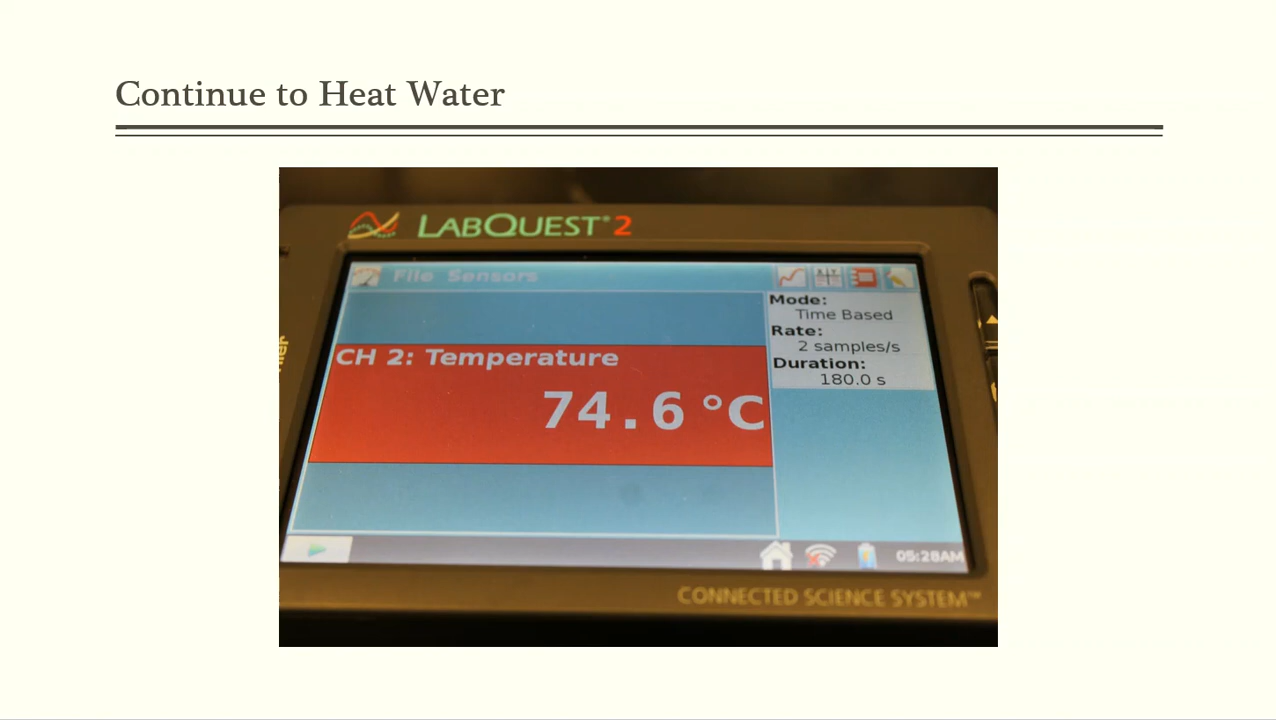 Continue to Heat Water
LABQUEST® 2
File Sensors
Mode:
Time Based
Rate:
2 samples/s
Duration:
180.0 s
CH 2: Temperature
74.6 °C
05:28AM
CONNECTED SCIENCE SYSTEM™